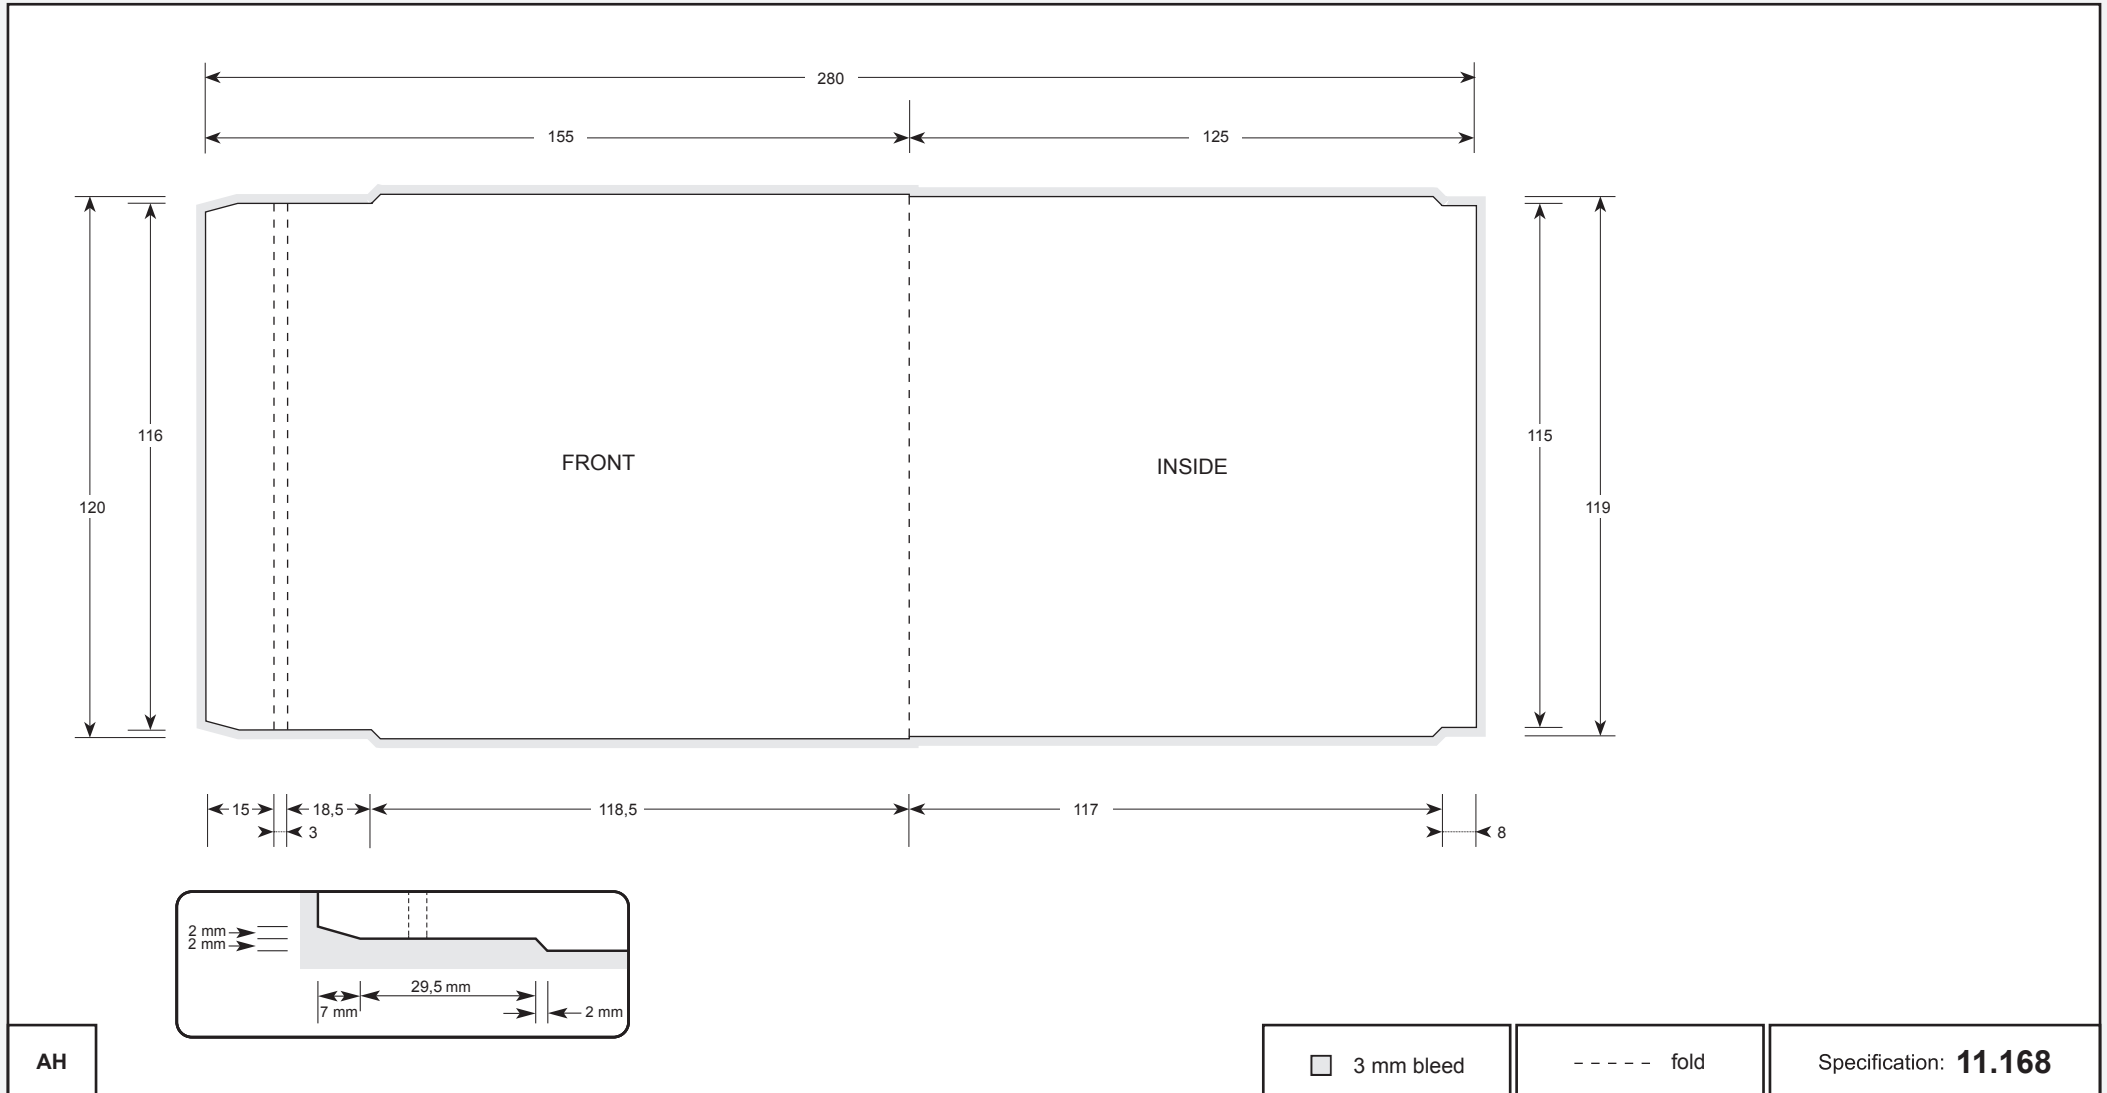 280
155
125
116
115
FRONT
INSIDE
120
119
15
18,5
118,5
117
3
8
2 mm
2 mm
29,5 mm
7 mm
2 mm
AH
3 mm bleed
fold
Specification: 11.168